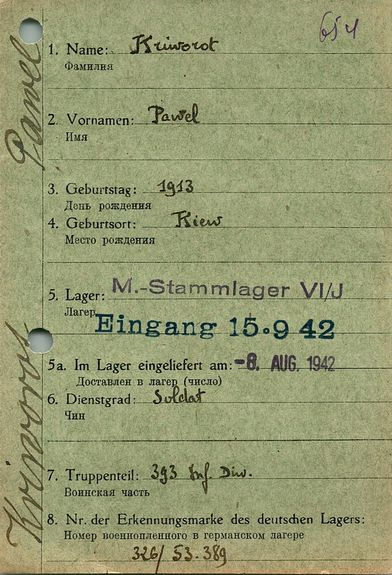 654
Kriworot Pawel
1. Name: Kriworot
Фамилия
2. Vornamen: Pawel
Имя
3. Geburtstag: 1913
День рождения
4. Geburtsort: Kiew
Место рождения
5. Lager: M.-Stammlager VI/J
Лагер
Eingang 15.9 42
5a. Im Lager eingeliefert am: -8. AUG. 1942
Доставлен в лагер (число)
6. Dienstgrad: Soldat
Чин
7. Truppenteil: 393 Inf. Div.
Воинская часть
8. Nr. der Erkennungsmarke des deutschen Lagers:
Номер военнопленного в германском лагере
326/53.389